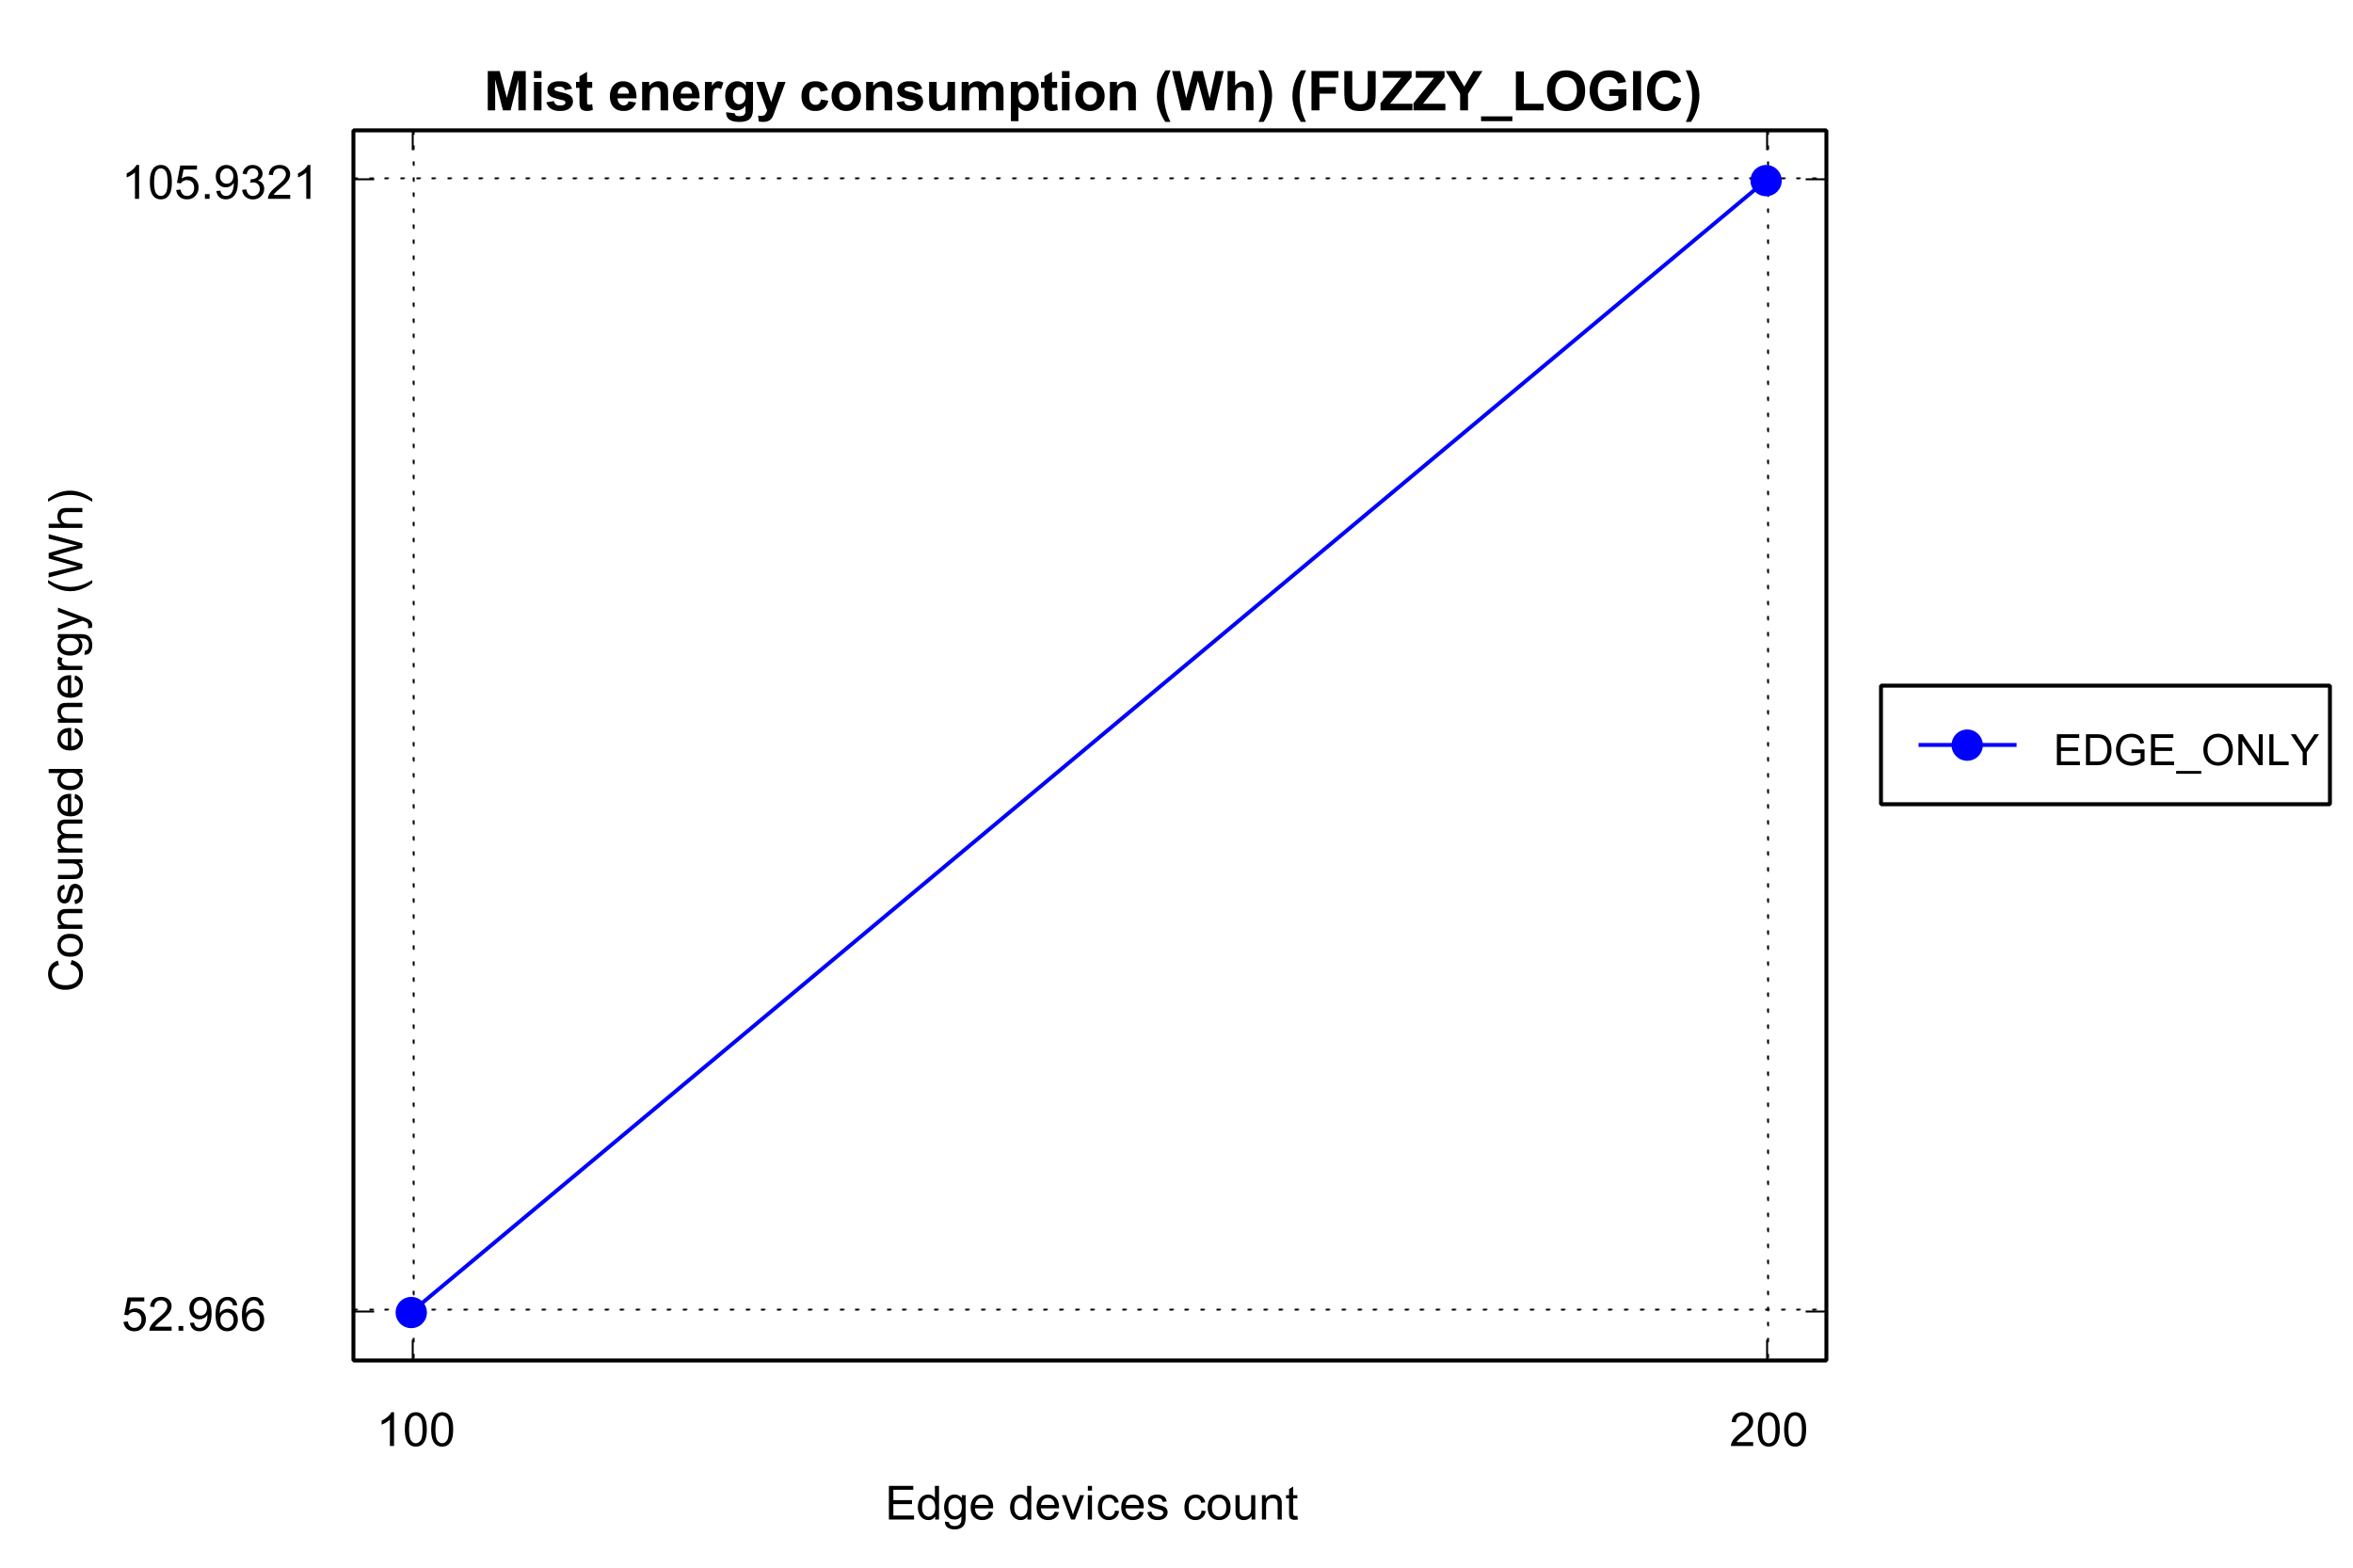 Mist energy consumption (Wh) (FUZZY_LOGIC)
105.9321
Consumed energy (Wh)
EDGE_ONLY
52.966
100
200
Edge devices count